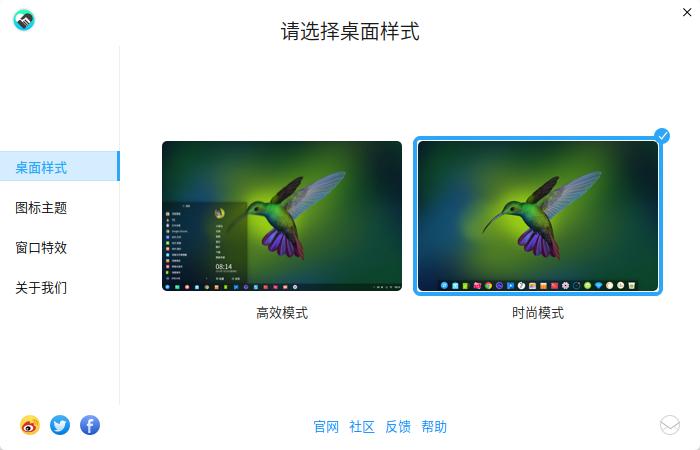 请选择桌面样式
桌面样式
图标主题
窗口特效
关于我们
08:14
高效模式
时尚模式
官网 社区 反馈 帮助